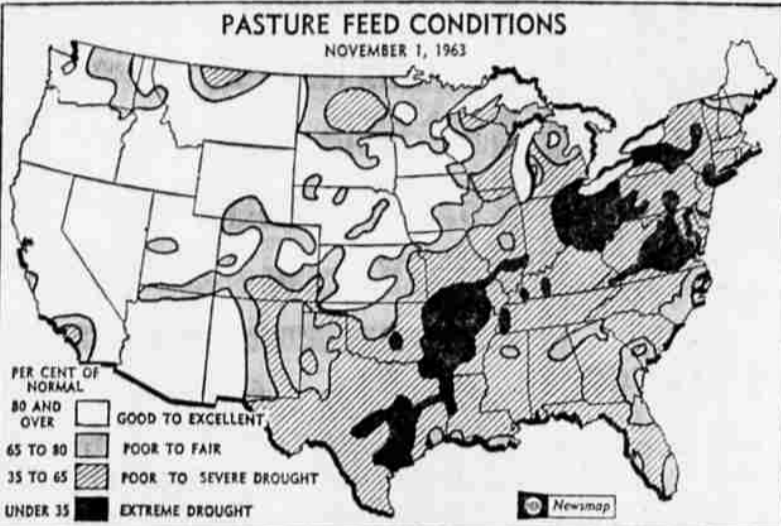 PASTURE FEED CONDITIONS
NOVEMBER 1, 1963
PER CENT OF
NORMAL
80 AND
OVER
GOOD TO EXCELLENT
65 TO 80
POOR TO FAIR
35 TO 65
POOR TO SEVERE DROUGHT
UNDER 35
EXTREME DROUGHT
Newsmap